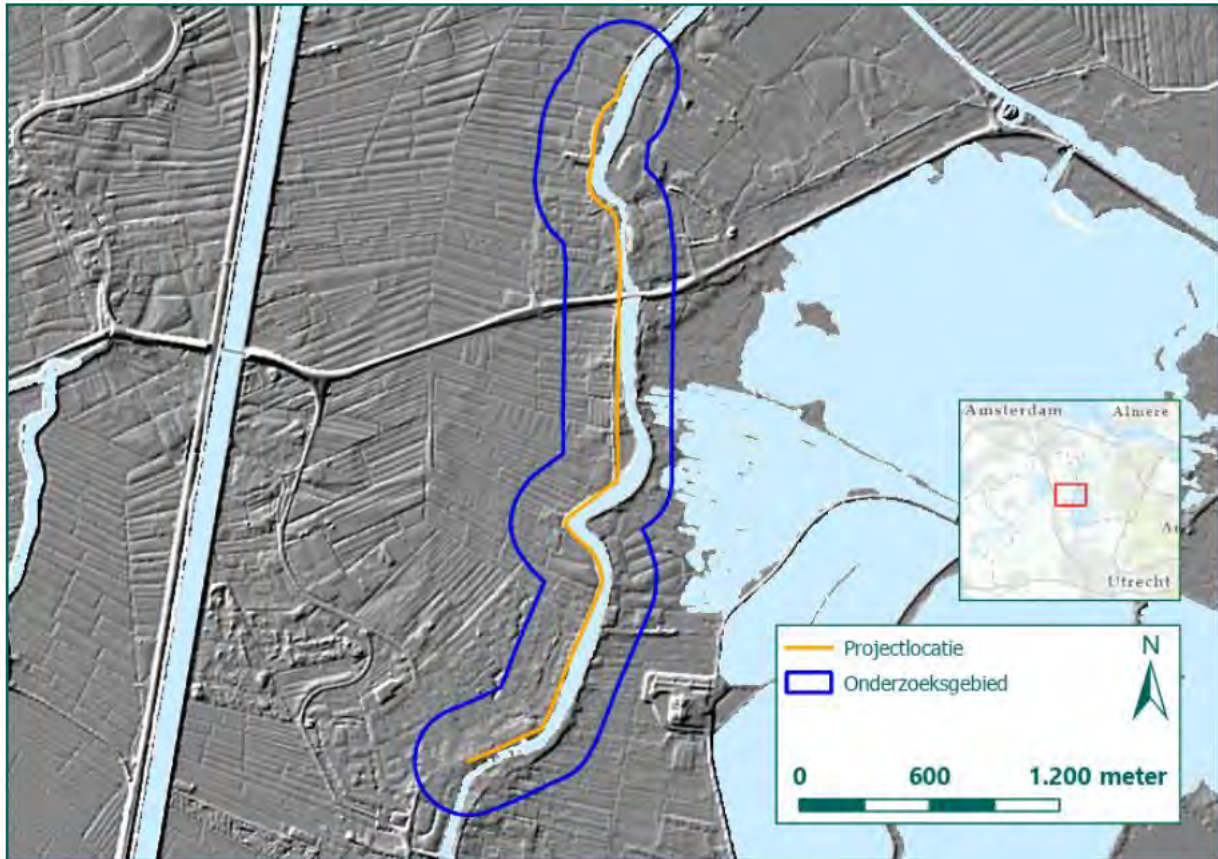 Amsterdam Almere
Utrecht
Projectlocatie
N
Onderzoeksgebied
0 600 1.200 meter